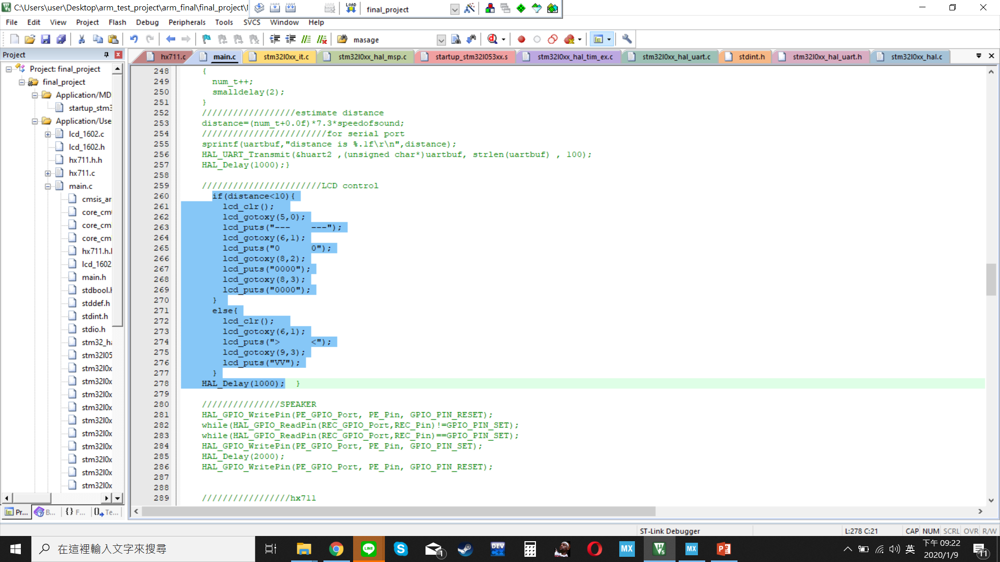 C:\Users\user\Desktop\arm_test_project\arm_final\final_project\
LOAD
final_project
File Edit View Project Flash Debug Peripherals Tools SVCS Window Help
masage
Project
hx711.c main.c stm32l0xx_it.c stm32l0xx_hal_msp.c startup_stm32l053xx.s stm32l0xx_hal_tim_ex.c stm32l0xx_hal_uart.c stdint.h stm32l0xx_hal_uart.h stm32l0xx_hal.c
Project: final_project
final_project
Application/MD
startup_stm3
Application/Use
lcd_1602.c
lcd_1602.h
hx711.h.h
hx711.c
main.c
cmsis_ar
core_cm
core_cm
core_cm
hx711.h.
lcd_1602
main.h
stdbool.h
stddef.h
stdint.h
stdio.h
stm32_ha
stm32l05
stm32l0x
stm32l0x
stm32l0x
stm32l0x
stm32l0x
stm32l0x
stm32l0x
stm32l0x
stm32l0x
stm32l0x
Pr... B... {} F... Te...
248 {
249 num_t++;
250 smalldelay(2);
251 }
252 //////////////////estimate distance
253 distance=(num_t+0.0f)*7.3*speedofsound;
254 ////////////////////////for serial port
255 sprintf(uartbuf,"distance is %.1f\r\n",distance);
256 HAL_UART_Transmit(&huart2 ,(unsigned char*)uartbuf, strlen(uartbuf) , 100);
257 HAL_Delay(1000);}
258
259 ///////////////////////LCD control
260 if(distance<10){
261 lcd_clr();
262 lcd_gotoxy(5,0);
263 lcd_puts("---    ---");
264 lcd_gotoxy(6,1);
265 lcd_puts("0      0");
266 lcd_gotoxy(8,2);
267 lcd_puts("0000");
268 lcd_gotoxy(8,3);
269 lcd_puts("0000");
270 }
271 else{
272 lcd_clr();
273 lcd_gotoxy(6,1);
274 lcd_puts(">      <");
275 lcd_gotoxy(9,3);
276 lcd_puts("VV");
277 }
278 HAL_Delay(1000);  }
279
280 ///////////////SPEAKER
281 HAL_GPIO_WritePin(PE_GPIO_Port, PE_Pin, GPIO_PIN_RESET);
282 while(HAL_GPIO_ReadPin(REC_GPIO_Port,REC_Pin)!=GPIO_PIN_SET);
283 while(HAL_GPIO_ReadPin(REC_GPIO_Port,REC_Pin)==GPIO_PIN_SET);
284 HAL_GPIO_WritePin(PE_GPIO_Port, PE_Pin, GPIO_PIN_SET);
285 HAL_Delay(2000);
286 HAL_GPIO_WritePin(PE_GPIO_Port, PE_Pin, GPIO_PIN_RESET);
287
288
289 /////////////////hx711
ST-Link Debugger L:278 C:21 CAP NUM SCRL OVR R/W
在這裡輸入文字來搜尋
LINE
1
DEV
MX
MX
英
下午 09:22
2020/1/9
11